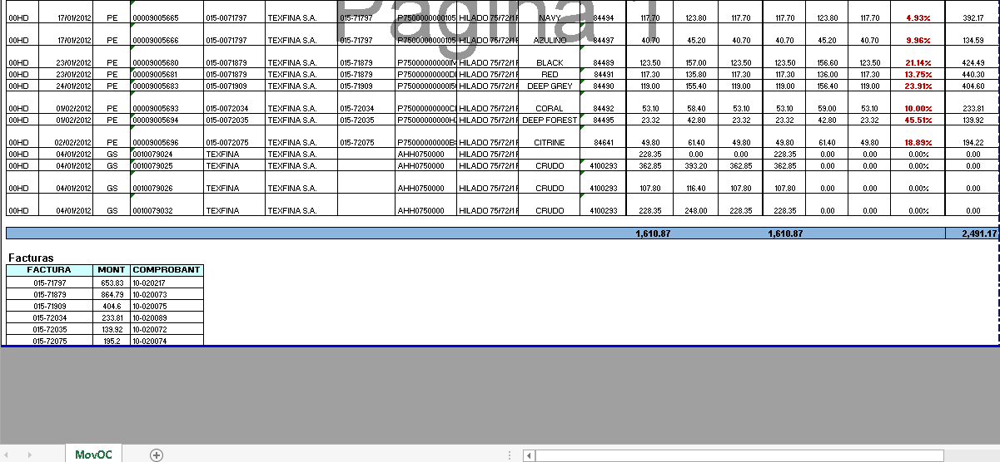 Pagina 1
00HD 17/01/2012 PE 00009005665 015-0071797 TEXFINA S.A. 015-71797 P75000000000105 HILADO 75/72/1 NAVY 84494 117.70 123.80 117.70 117.70 123.80 117.70 4.93% 392.17
00HD 17/01/2012 PE 00009005666 015-0071797 TEXFINA S.A. 015-71797 P75000000000105 HILADO 75/72/1 AZULINO 84497 40.70 45.20 40.70 40.70 45.20 40.70 9.96% 134.59
00HD 23/01/2012 PE 00009005680 015-0071879 TEXFINA S.A. 015-71879 HILADO 75/72/1 BLACK 84489 123.50 157.00 123.50 123.50 156.60 123.50 21.14% 424.49
00HD 23/01/2012 PE 00009005681 015-0071879 TEXFINA S.A. 015-71879 HILADO 75/72/1 RED 84491 117.30 135.80 117.30 117.30 136.00 117.30 13.75% 440.30
00HD 24/01/2012 PE 00009005683 015-0071909 TEXFINA S.A. 015-71909 HILADO 75/72/1 DEEP GREY 84490 119.00 155.40 119.00 119.00 156.40 119.00 23.91% 404.60
00HD 01/02/2012 PE 00009005693 015-0072034 TEXFINA S.A. 015-72034 HILADO 75/72/1 CORAL 84492 53.10 58.40 53.10 53.10 59.00 53.10 10.00% 233.81
00HD 01/02/2012 PE 00009005694 015-0072035 TEXFINA S.A. 015-72035 HILADO 75/72/1 DEEP FOREST 84495 23.32 42.80 23.32 23.32 42.80 23.32 45.51% 139.92
00HD 02/02/2012 PE 00009005696 015-0072075 TEXFINA S.A. 015-72075 HILADO 75/72/1 CITRINE 84641 49.80 61.40 49.80 49.80 61.40 49.80 18.89% 194.22
00HD 04/01/2012 GS 0010079024 TEXFINA TEXFINA S.A. AHH0750000 HILADO 75/72/1 228.35 0.00 0.00 228.35 0.00 0.00 0.00% 0.00
00HD 04/01/2012 GS 0010079025 TEXFINA TEXFINA S.A. AHH0750000 HILADO 75/72/1 CRUDO 4100293 362.85 393.20 362.85 362.85 0.00 0.00 0.00% 0.00
00HD 04/01/2012 GS 0010079026 TEXFINA TEXFINA S.A. AHH0750000 HILADO 75/72/1 CRUDO 4100293 107.80 116.40 107.80 107.80 0.00 0.00 0.00% 0.00
00HD 04/01/2012 GS 0010079032 TEXFINA TEXFINA S.A. AHH0750000 HILADO 75/72/1 CRUDO 4100293 228.35 248.00 228.35 228.35 0.00 0.00 0.00% 0.00
1,610.87 1,610.87 2,491.17
Facturas
FACTURA MONT COMPROBANT
015-71797 653.83 10-020217
015-71879 864.79 10-020073
015-71909 404.6 10-020075
015-72034 233.81 10-020089
015-72035 139.92 10-020072
015-72075 195.2 10-020074
MovOC